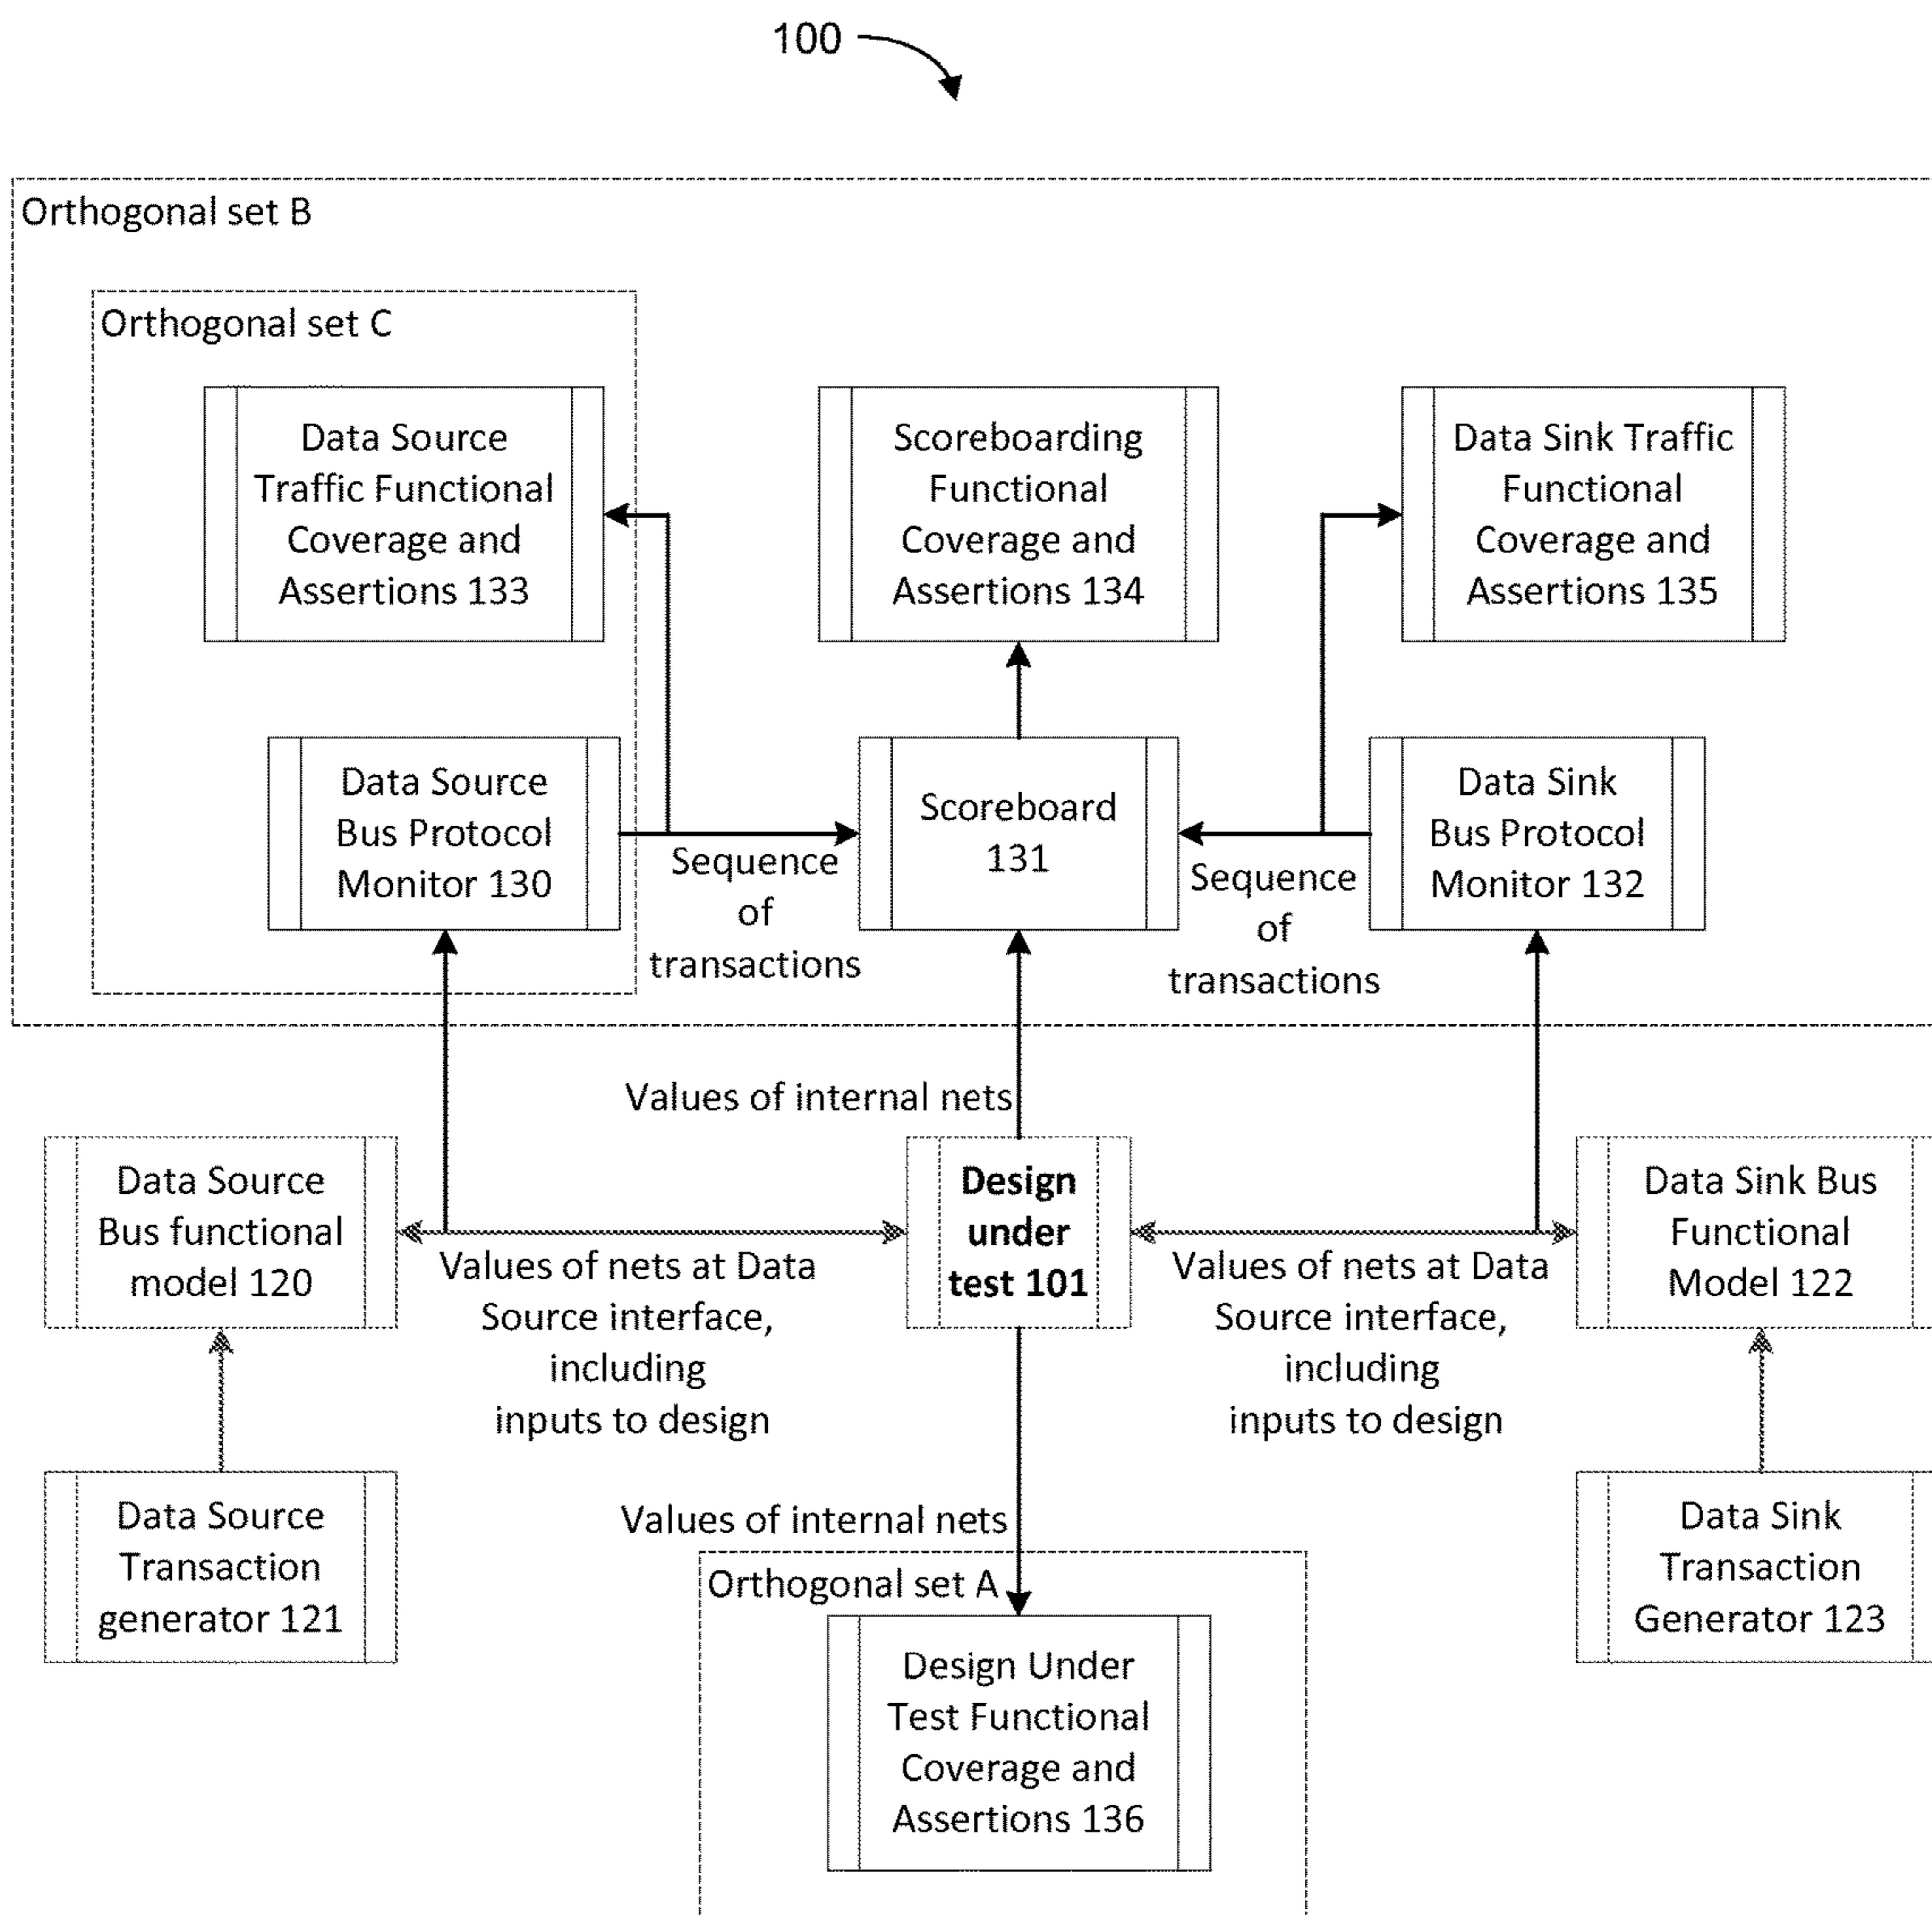 100
Orthogonal set B
Orthogonal set C
Data Source
Traffic Functional
Coverage and
Assertions 133
Scoreboarding
Functional
Coverage and
Assertions 134
Data Sink Traffic
Functional
Coverage and
Assertions 135
Data Source
Bus Protocol
Monitor 130
Sequence
of
transactions
Scoreboard
131
Sequence
of
transactions
Data Sink
Bus Protocol
Monitor 132
Values of internal nets
Data Source
Bus functional
model 120
Values of nets at Data
Source interface,
including
inputs to design
Design
under
test 101
Values of nets at Data
Source interface,
including
inputs to design
Data Sink Bus
Functional
Model 122
Data Source
Transaction
generator 121
Values of internal nets
Data Sink
Transaction
Generator 123
Orthogonal set A
Design Under
Test Functional
Coverage and
Assertions 136